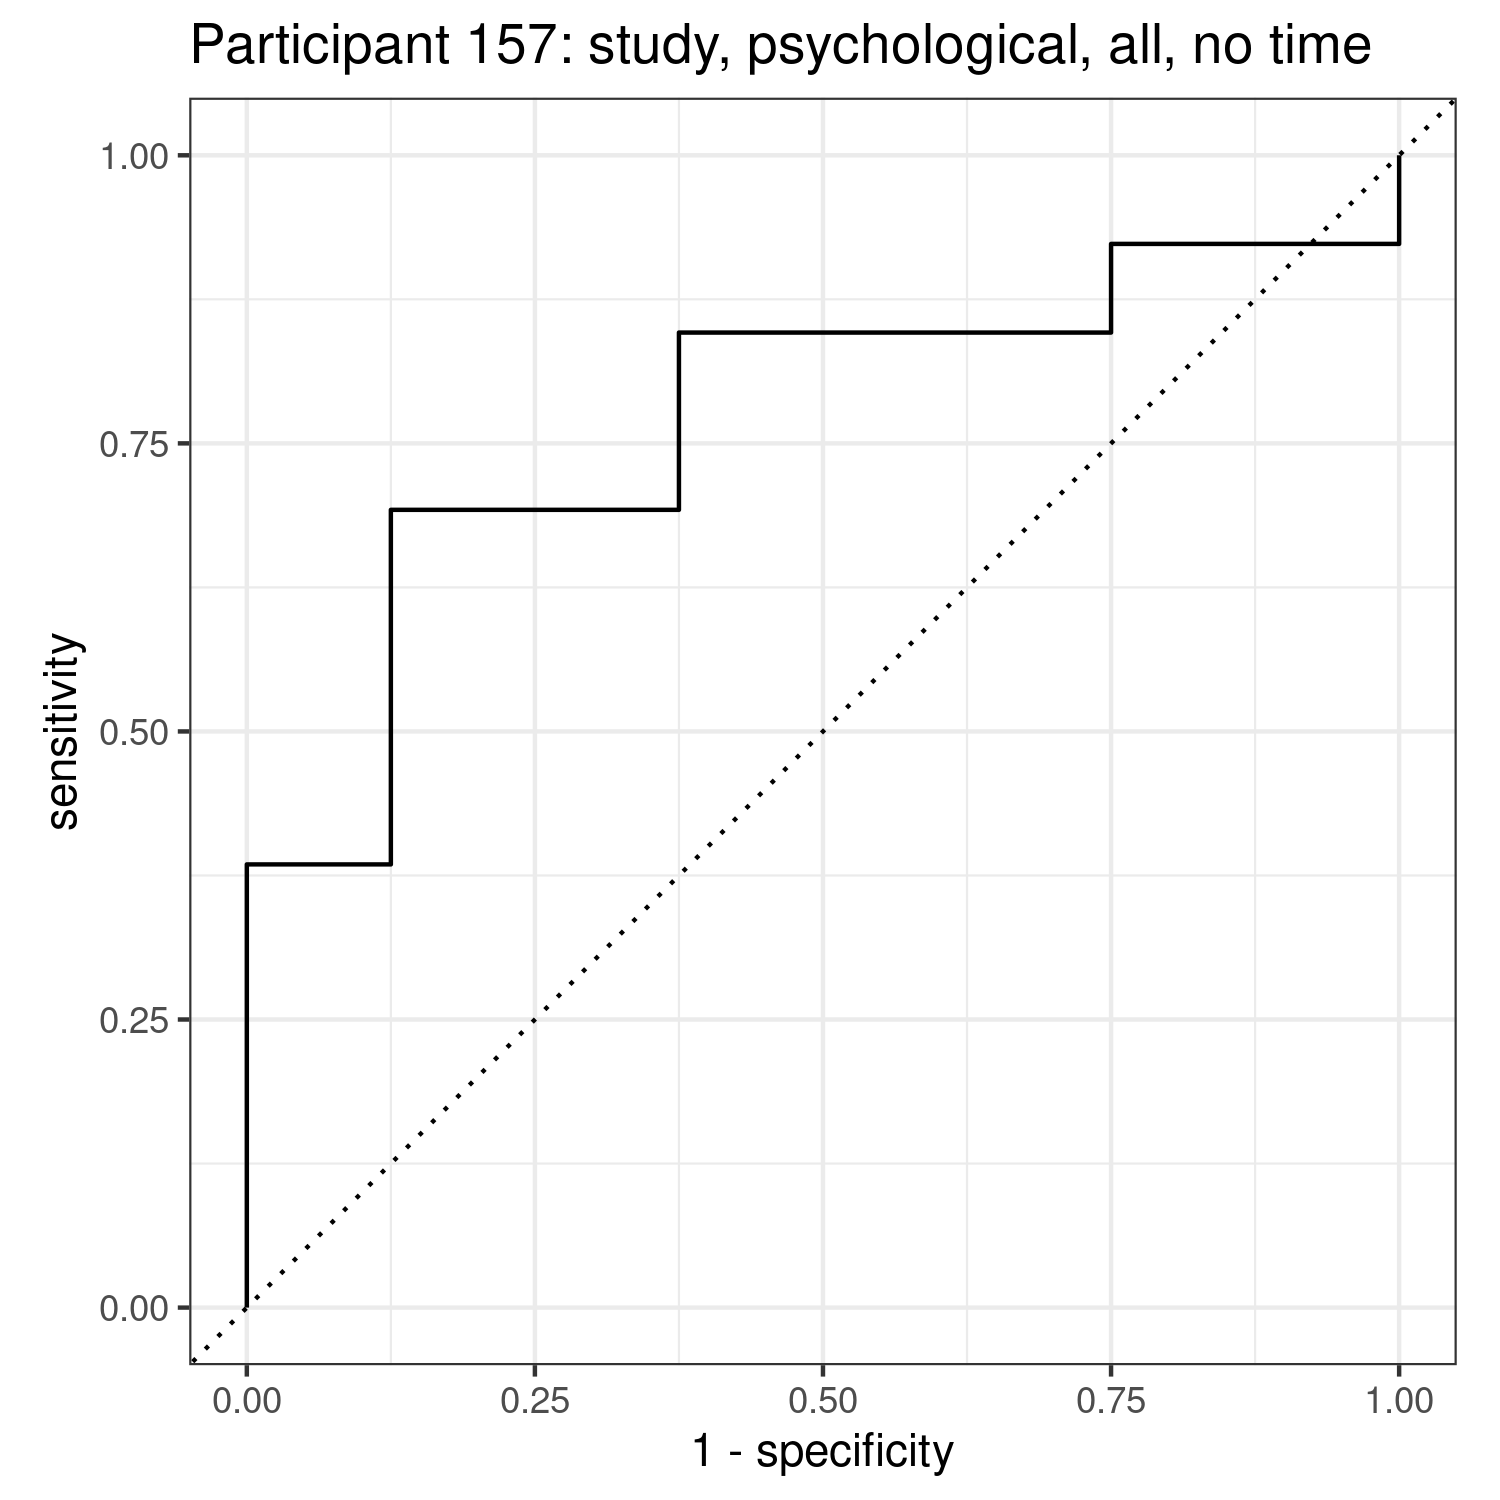 Participant 157: study, psychological, all, no time
1.00
0.75
0.50
0.25
0.00
sensitivity
0.00 0.25 0.50 0.75 1.00
1 - specificity